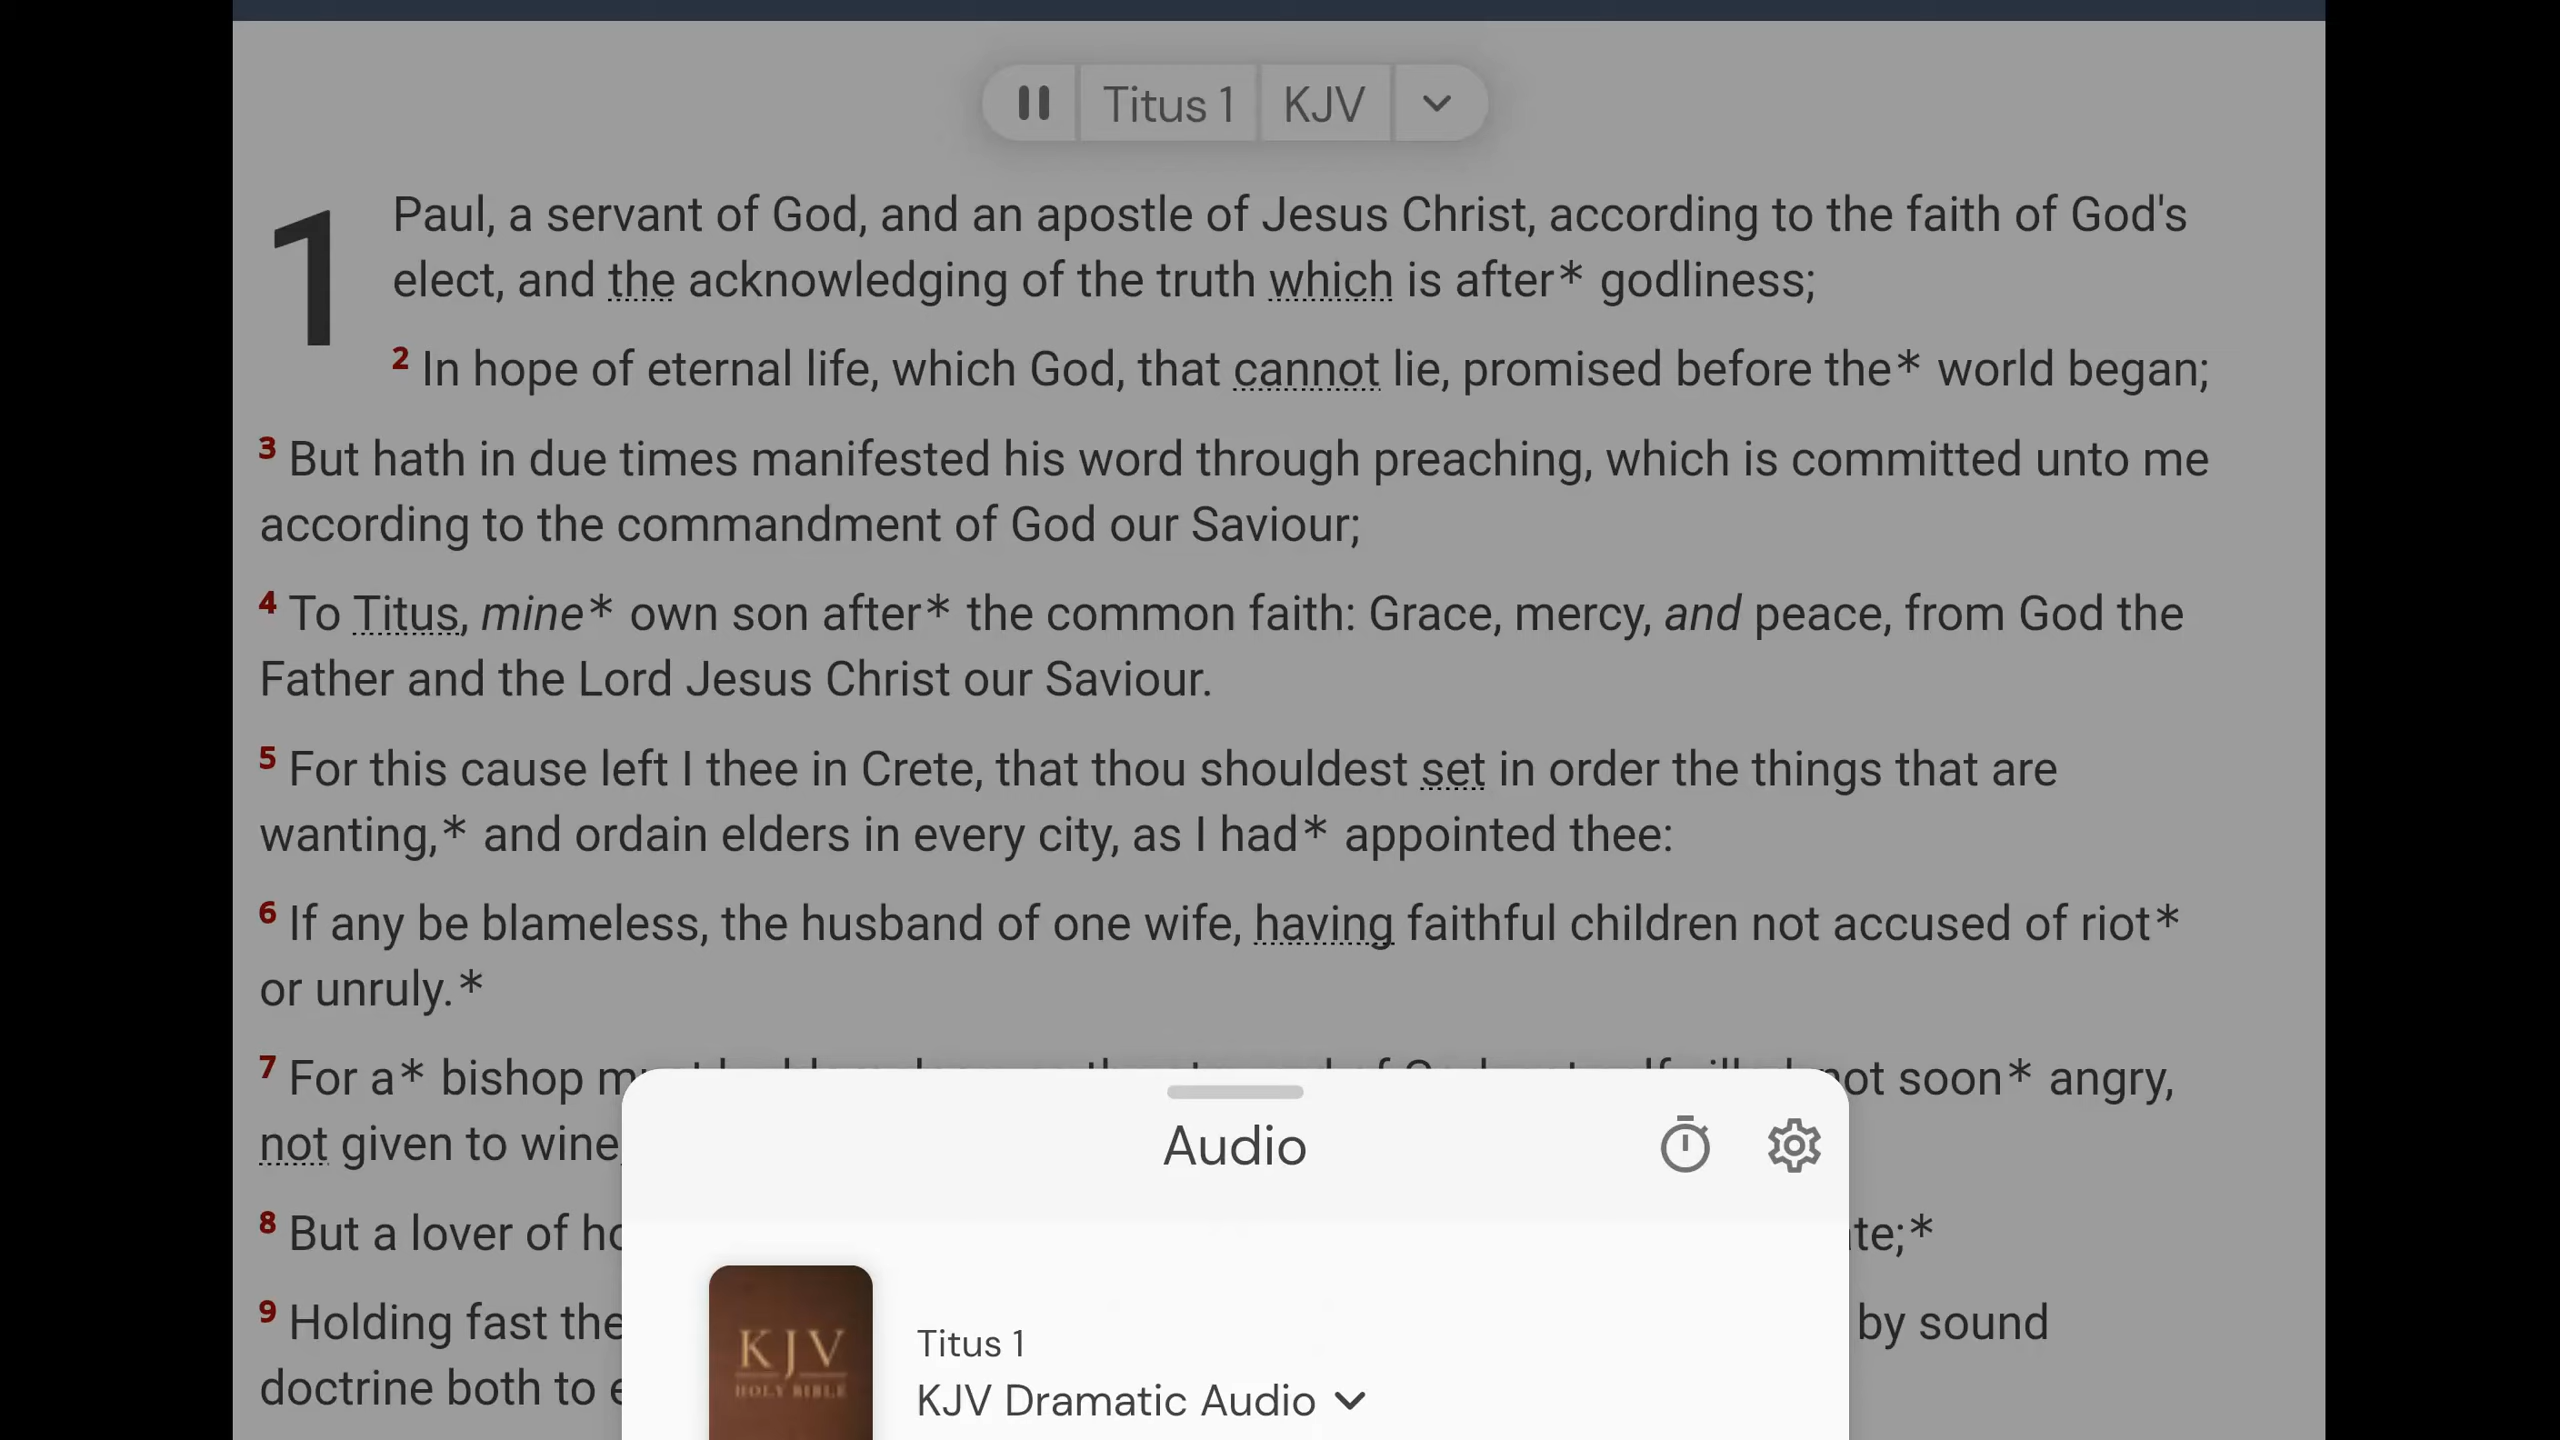 Titus 1 KJV
1 Paul, a servant of God, and an apostle of Jesus Christ, according to the faith of God's
elect, and the acknowledging of the truth which is after* godliness;
2 In hope of eternal life, which God, that cannot lie, promised before the* world began;
3 But hath in due times manifested his word through preaching, which is committed unto me
according to the commandment of God our Saviour;
4 To Titus, mine* own son after* the common faith: Grace, mercy, and peace, from God the
Father and the Lord Jesus Christ our Saviour.
5 For this cause left I thee in Crete, that thou shouldest set in order the things that are
wanting,* and ordain elders in every city, as I had* appointed thee:
6 If any be blameless, the husband of one wife, having faithful children not accused of riot*
or unruly.*
7 For a* bishop not soon* angry,
not given to wine,
Audio
8 But a lover of
9 Holding fast the by sound
doctrine both to
KJV
HOLY BIBLE
Titus 1
KJV Dramatic Audio